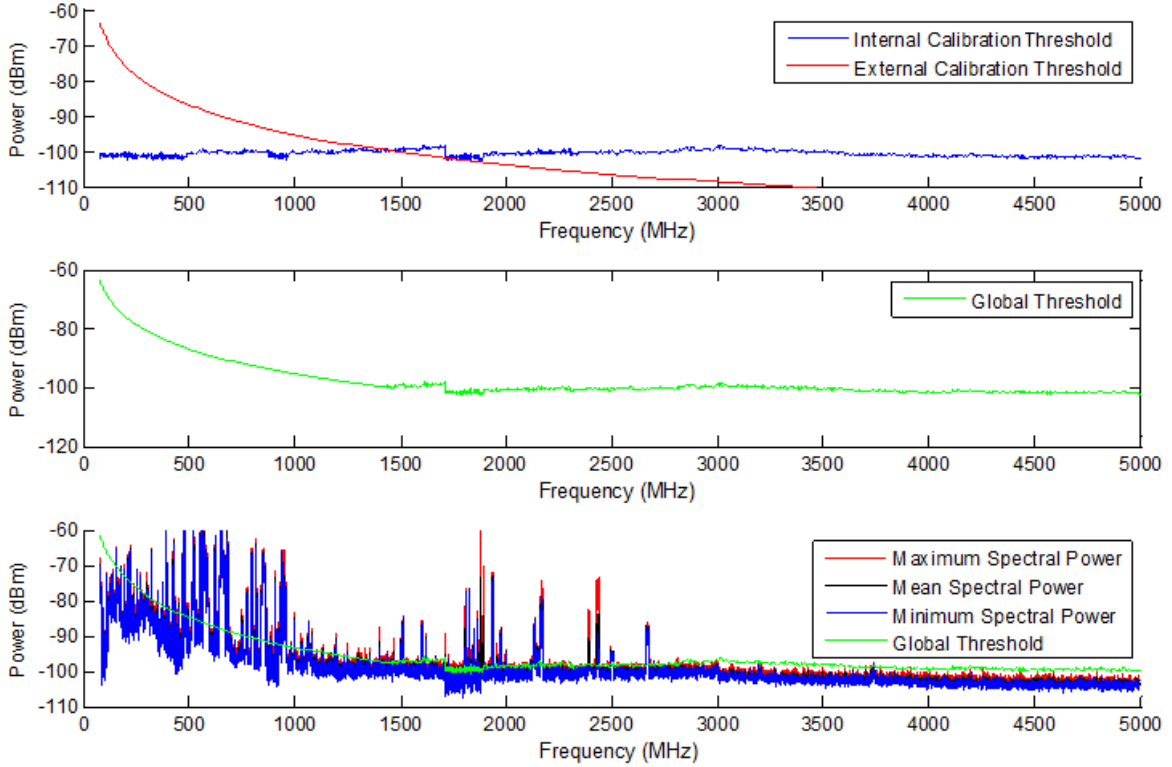 -60
-70
-80
-90
-100
-110
Power (dBm)
Internal Calibration Threshold
External Calibration Threshold
0 500 1000 1500 2000 2500 3000 3500 4000 4500 5000
Frequency (MHz)
-60
-80
-100
-120
Power (dBm)
Global Threshold
0 500 1000 1500 2000 2500 3000 3500 4000 4500 5000
Frequency (MHz)
-60
-70
-80
-90
-100
-110
Power (dBm)
Maximum Spectral Power
Mean Spectral Power
Minimum Spectral Power
Global Threshold
0 500 1000 1500 2000 2500 3000 3500 4000 4500 5000
Frequency (MHz)